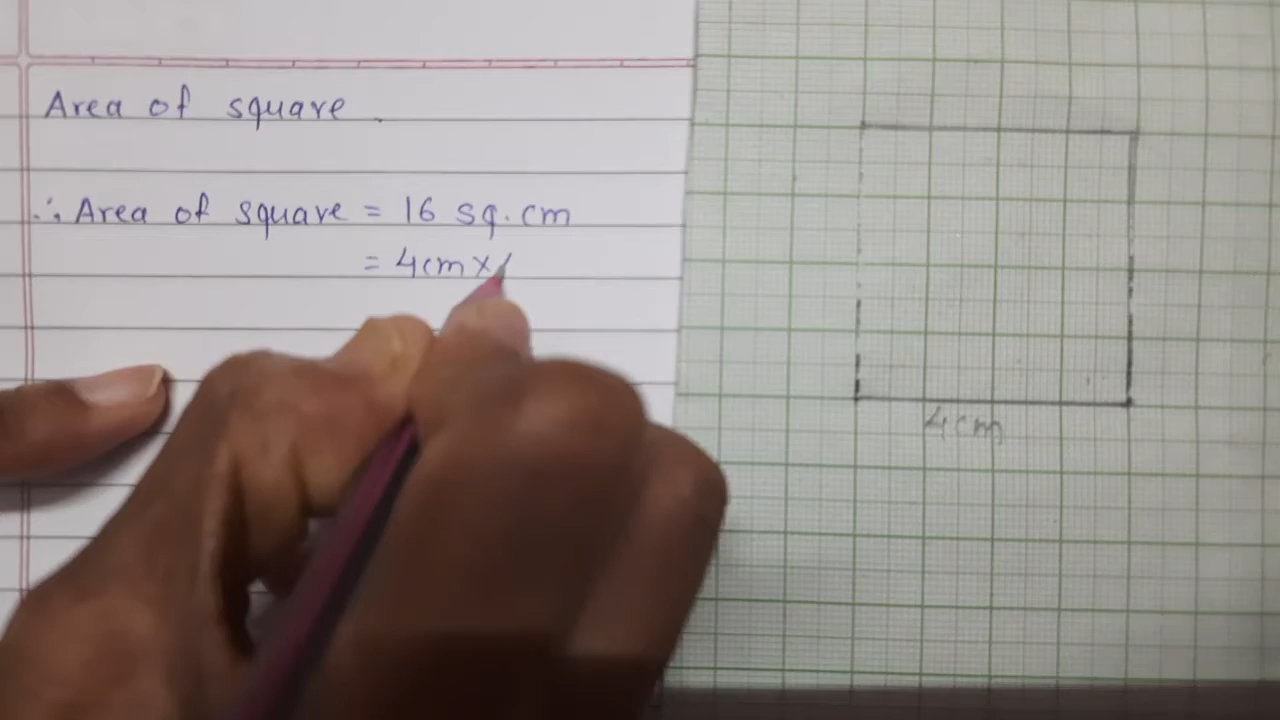 Area of square
∴ Area of square = 16 sq. cm
= 4cm ×
4cm